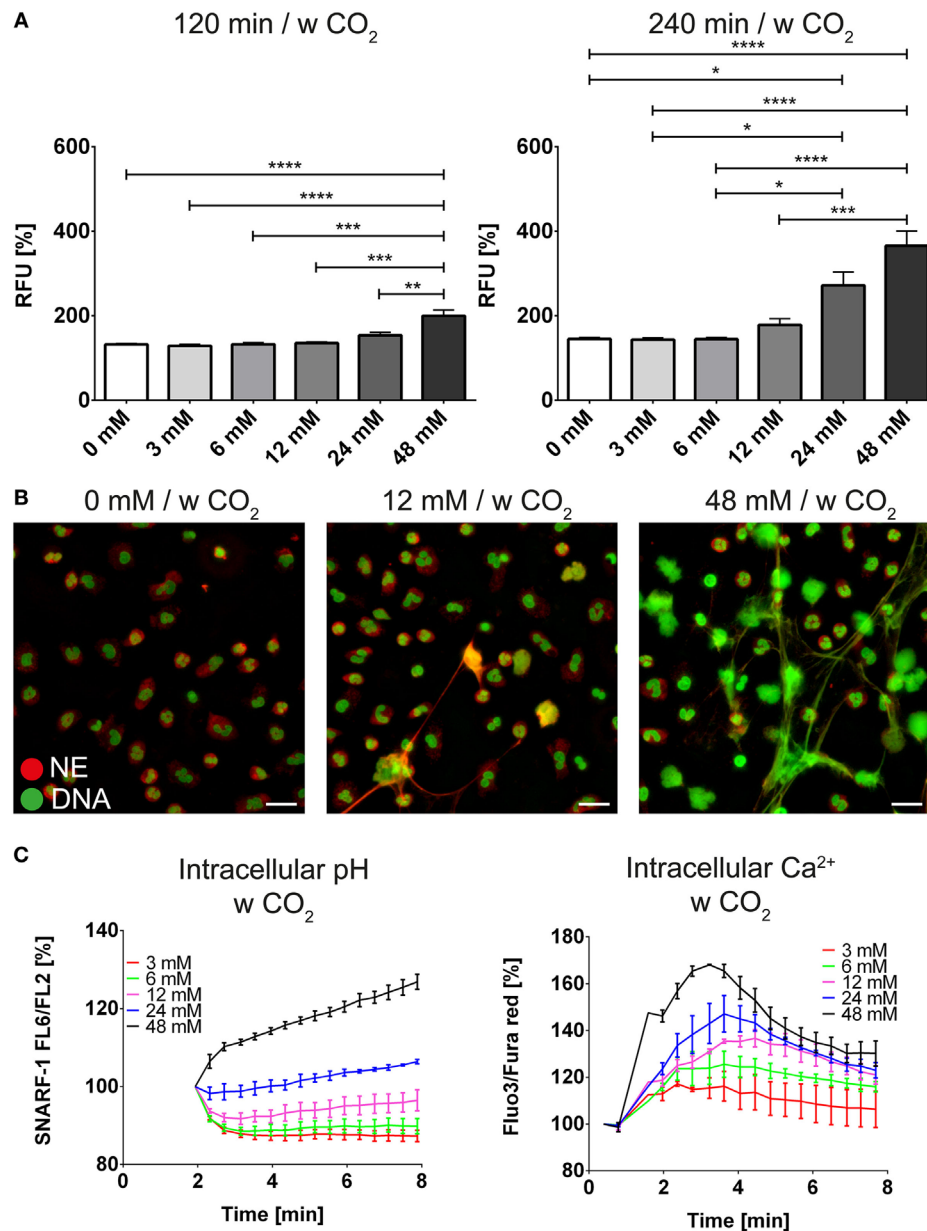 A
120 min / w CO₂
RFU [%]
600
400
200
0
****
****
***
***
**
0 mM
3 mM
6 mM
12 mM
24 mM
48 mM
240 min / w CO₂
RFU [%]
600
400
200
0
****
*
****
*
****
*
***
0 mM
3 mM
6 mM
12 mM
24 mM
48 mM
B
0 mM / w CO₂
12 mM / w CO₂
48 mM / w CO₂
NE
DNA
C
Intracellular pH
w CO₂
SNARF-1 FL6/FL2 [%]
140
120
100
80
3 mM
6 mM
12 mM
24 mM
48 mM
0
2
4
6
8
Time [min]
Intracellular Ca²⁺
w CO₂
Fluo3/Fura red [%]
180
160
140
120
100
80
3 mM
6 mM
12 mM
24 mM
48 mM
0
2
4
6
8
Time [min]